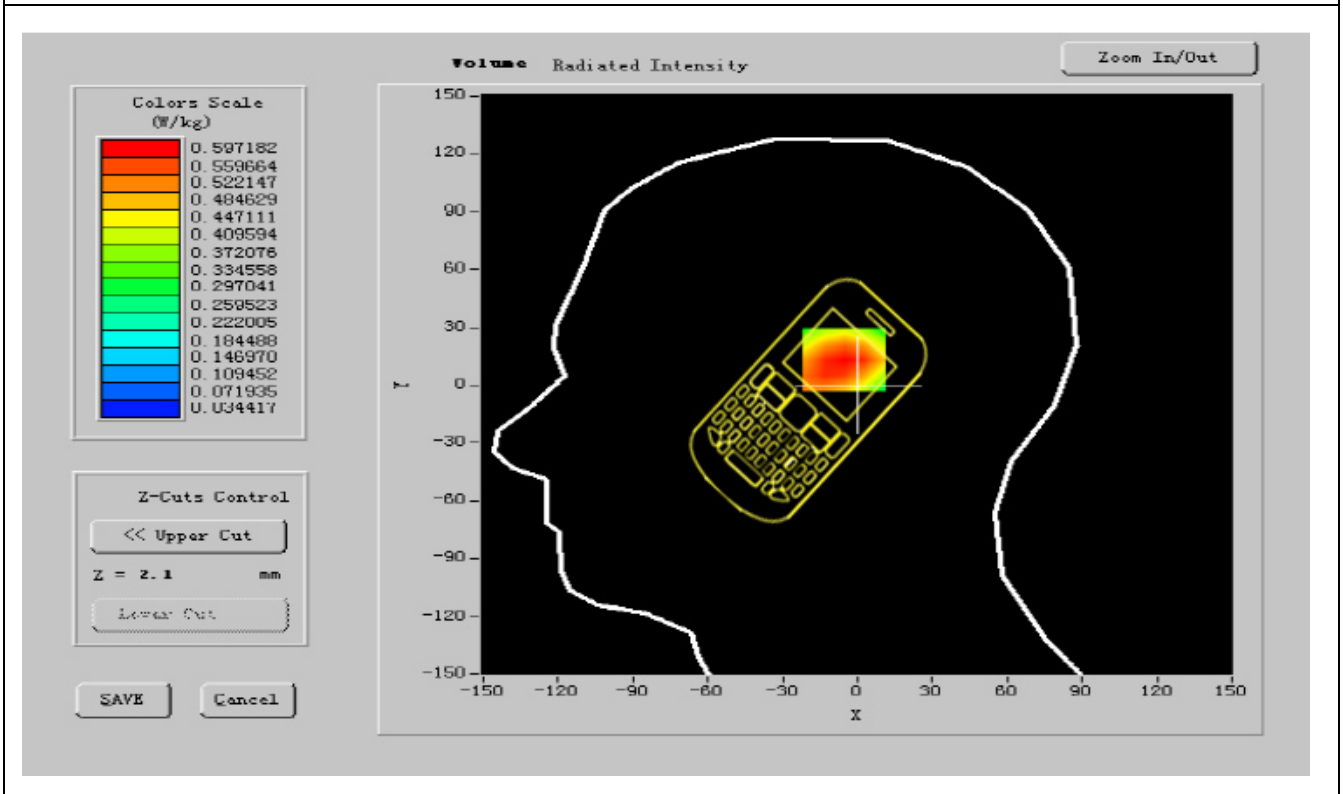 Volume Radiated Intensity
Zoom In/Out
Colors Scale
(W/kg)
0.597182
0.559664
0.522147
0.484629
0.447111
0.409594
0.372076
0.334558
0.297041
0.259523
0.222005
0.184488
0.146970
0.109452
0.071935
0.034417
Z-Cuts Control
<< Upper Cut
Z = 2.1 mm
Lower Cut
SAVE
Cancel
150
120
90
60
30
0
-30
-60
-90
-120
-150
Y
-150 -120 -90 -60 -30 0 30 60 90 120 150
X